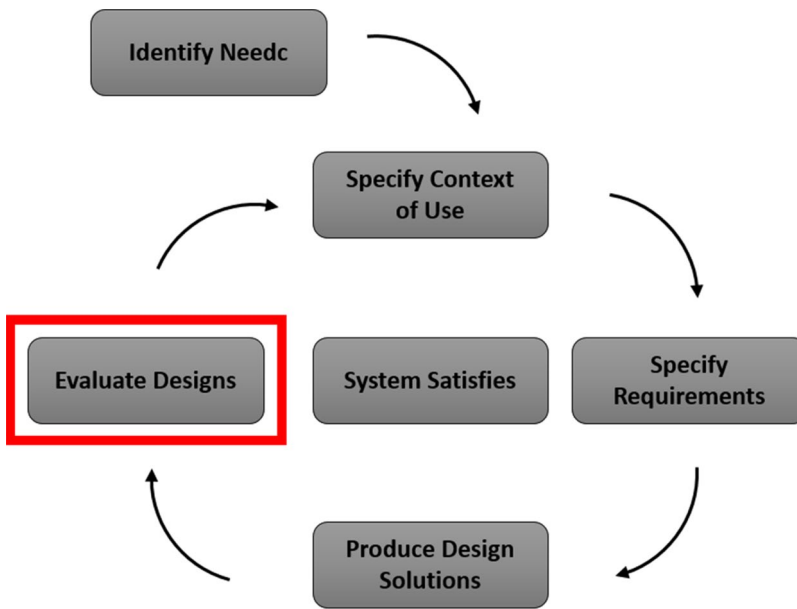 Identify Needc
Specify Context
of Use
Evaluate Designs
System Satisfies
Specify
Requirements
Produce Design
Solutions